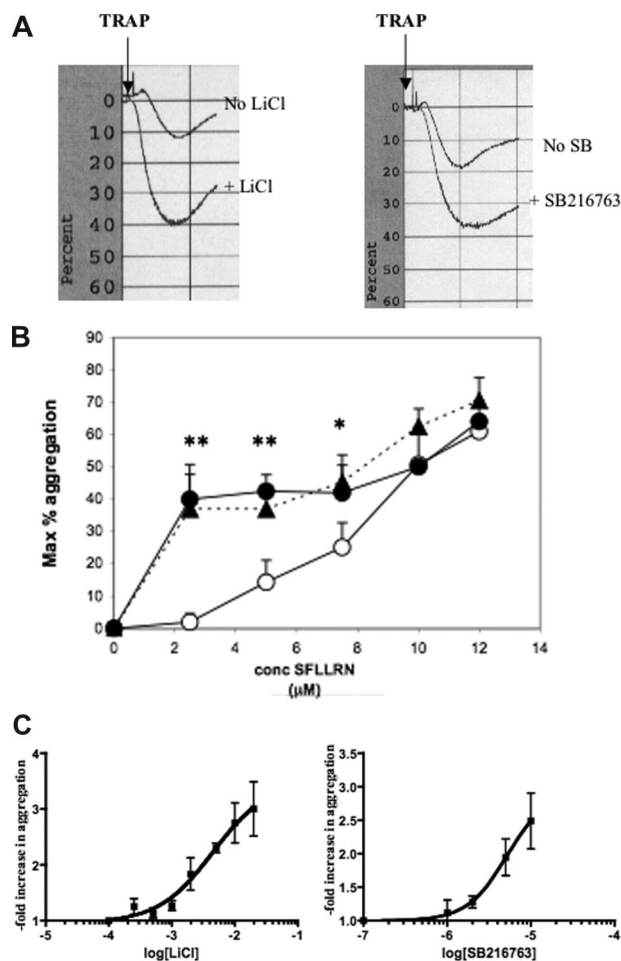 A
TRAP
TRAP
0
10
20
30
40
50
60
Percent
No LiCl
+ LiCl
0
10
20
30
40
50
60
Percent
No SB
+ SB216763
B
90
80
70
60
50
40
30
20
10
0
Max % aggregation
** ** *
0 2 4 6 8 10 12 14
conc SFLLRN
(µM)
C
4
3
2
1
-fold increase in aggregation
-5 -4 -3 -2 -1 -0
log[LiCl]
3.5
3.0
2.5
2.0
1.5
1.0
-fold increase in aggregation
-7 -6 -5 -4
log[SB216763]